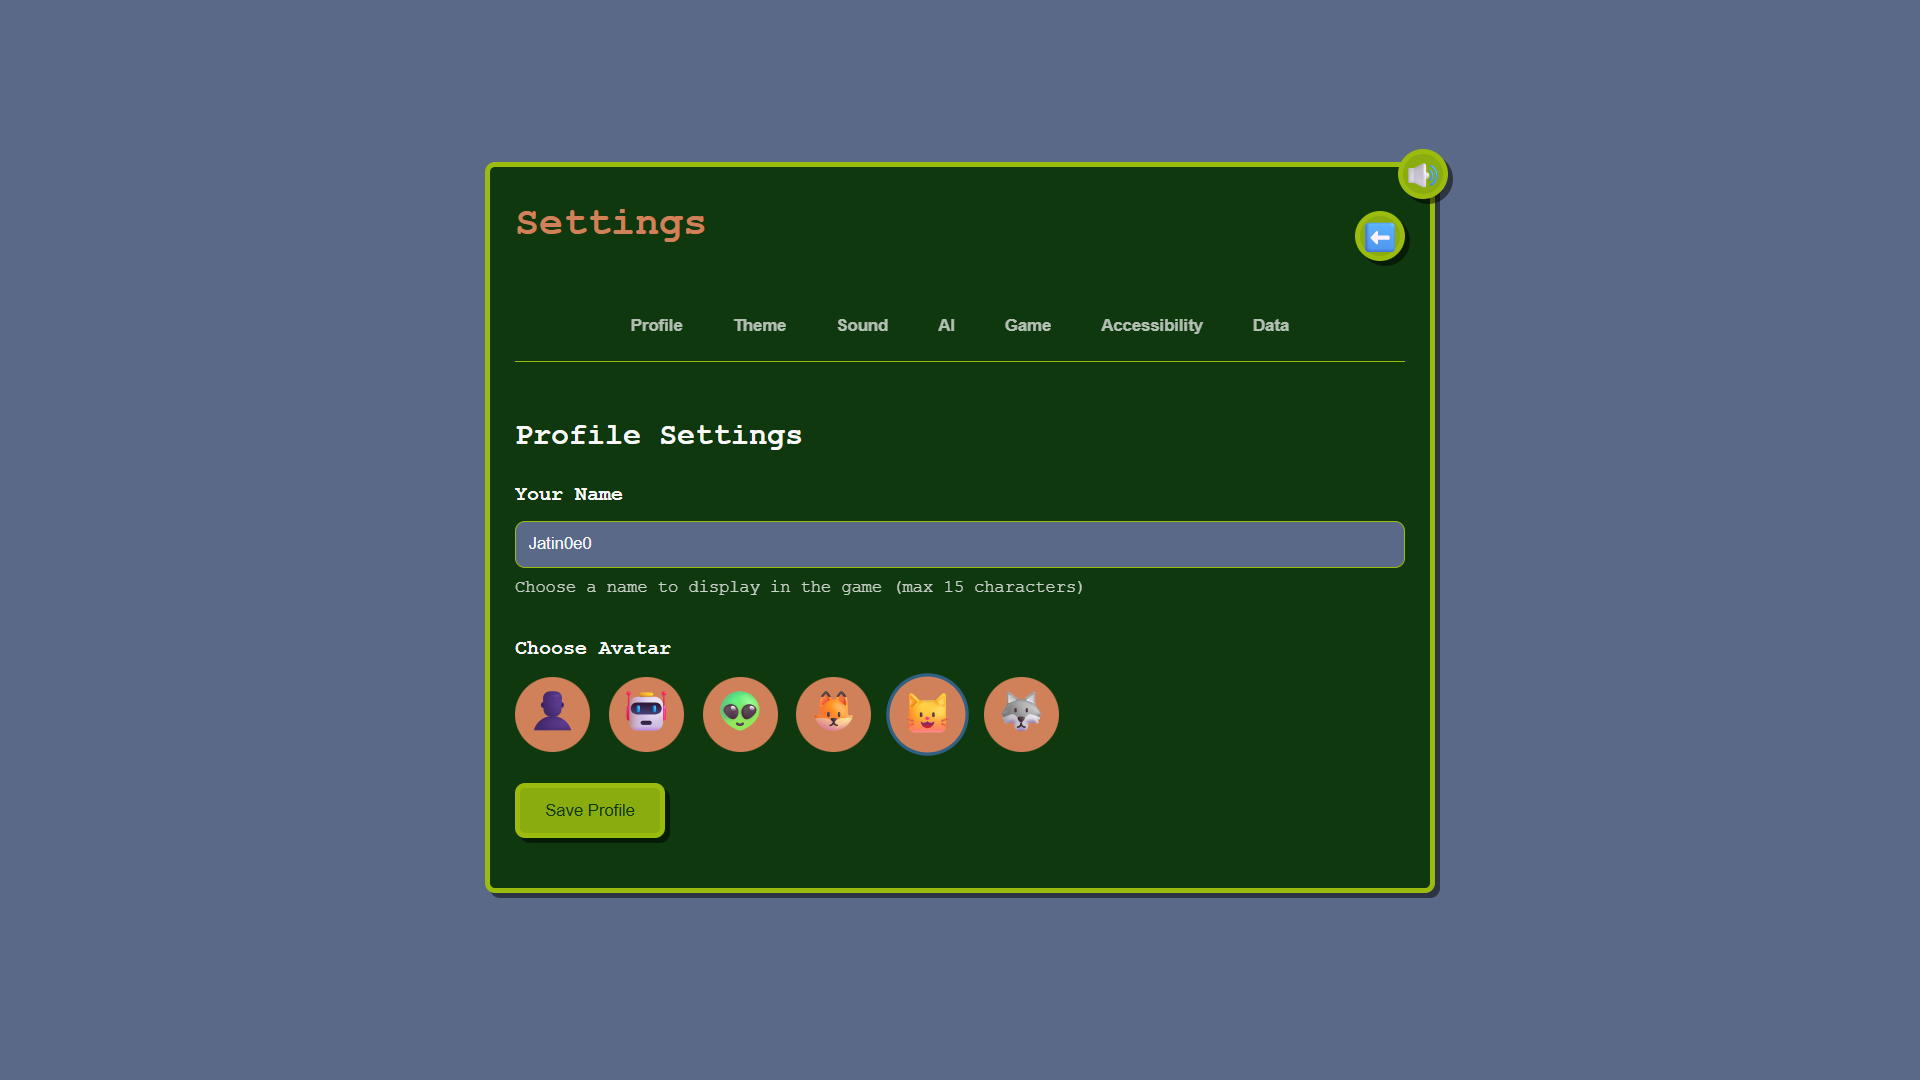 Settings
Profile Theme Sound AI Game Accessibility Data
Profile Settings
Your Name
Jatin0e0
Choose a name to display in the game (max 15 characters)
Choose Avatar
Save Profile